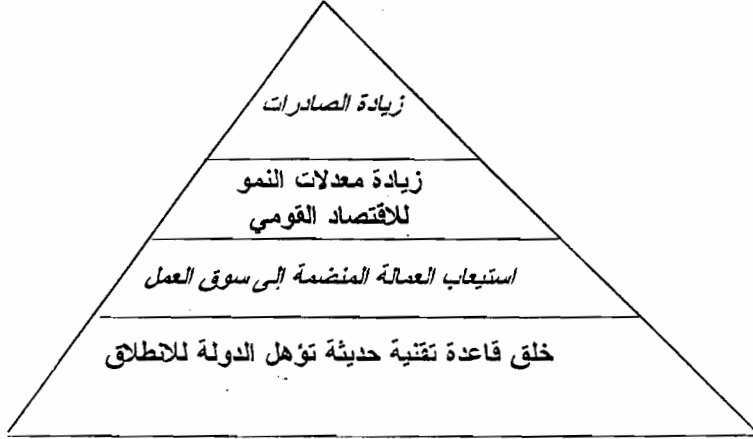 زيادة الصادرات
زيادة معدلات النمو
للاقتصاد القومي
استيعاب العمالة المنضمة إلى سوق العمل
خلق قاعدة تقنية حديثة تؤهل الدولة للانطلاق